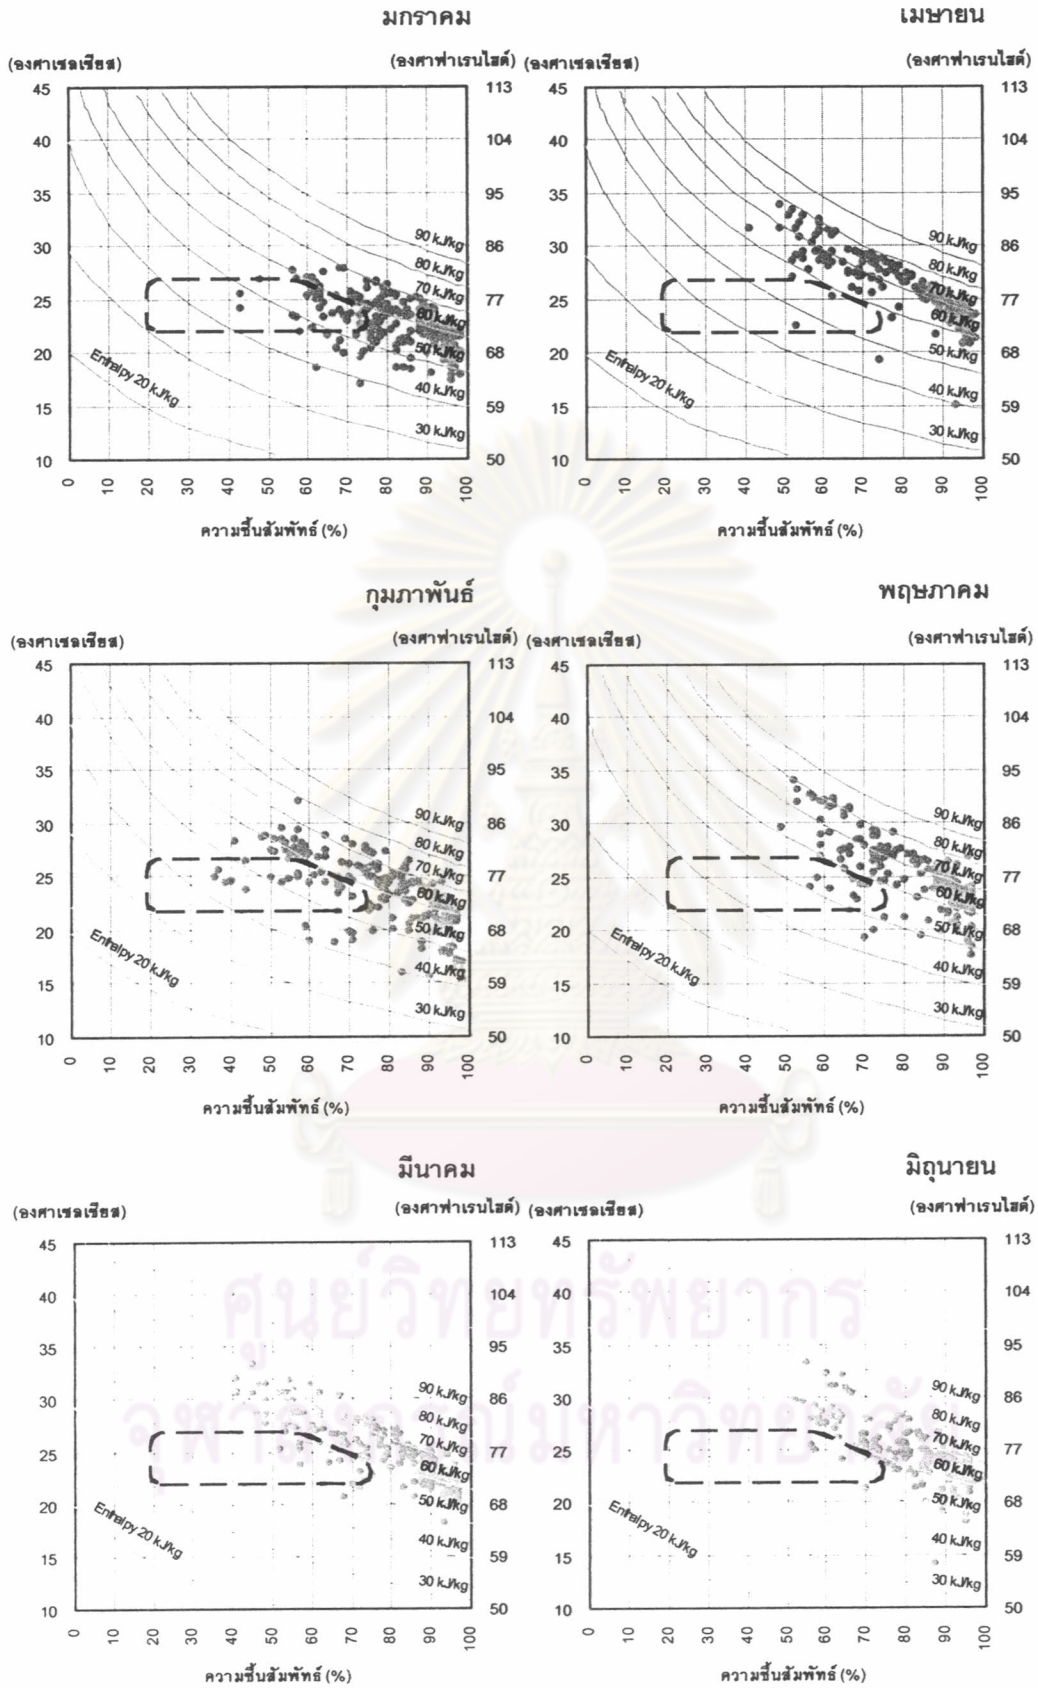 มกราคม
เมษายน
(องศาเซลเซียส)
(องศาฟาเรนไฮต์)
(องศาเซลเซียส)
(องศาฟาเรนไฮต์)
45
40
35
30
25
20
15
10
113
104
95
86
77
68
59
50
90 kJ/kg
80 kJ/kg
70 kJ/kg
60 kJ/kg
50 kJ/kg
40 kJ/kg
30 kJ/kg
Enthalpy 20 kJ/kg
0 10 20 30 40 50 60 70 80 90 100
ความชื้นสัมพัทธ์ (%)
45
40
35
30
25
20
15
10
113
104
95
86
77
68
59
50
90 kJ/kg
80 kJ/kg
70 kJ/kg
60 kJ/kg
50 kJ/kg
40 kJ/kg
30 kJ/kg
Enthalpy 20 kJ/kg
0 10 20 30 40 50 60 70 80 90 100
ความชื้นสัมพัทธ์ (%)
กุมภาพันธ์
พฤษภาคม
(องศาเซลเซียส)
(องศาฟาเรนไฮต์)
(องศาเซลเซียส)
(องศาฟาเรนไฮต์)
45
40
35
30
25
20
15
10
113
104
95
86
77
68
59
50
90 kJ/kg
80 kJ/kg
70 kJ/kg
60 kJ/kg
50 kJ/kg
40 kJ/kg
30 kJ/kg
Enthalpy 20 kJ/kg
0 10 20 30 40 50 60 70 80 90 100
ความชื้นสัมพัทธ์ (%)
45
40
35
30
25
20
15
10
113
104
95
86
77
68
59
50
90 kJ/kg
80 kJ/kg
70 kJ/kg
60 kJ/kg
50 kJ/kg
40 kJ/kg
30 kJ/kg
Enthalpy 20 kJ/kg
0 10 20 30 40 50 60 70 80 90 100
ความชื้นสัมพัทธ์ (%)
มีนาคม
มิถุนายน
(องศาเซลเซียส)
(องศาฟาเรนไฮต์)
(องศาเซลเซียส)
(องศาฟาเรนไฮต์)
45
40
35
30
25
20
15
10
113
104
95
86
77
68
59
50
90 kJ/kg
80 kJ/kg
70 kJ/kg
60 kJ/kg
50 kJ/kg
40 kJ/kg
30 kJ/kg
Enthalpy 20 kJ/kg
0 10 20 30 40 50 60 70 80 90 100
ความชื้นสัมพัทธ์ (%)
45
40
35
30
25
20
15
10
113
104
95
86
77
68
59
50
90 kJ/kg
80 kJ/kg
70 kJ/kg
60 kJ/kg
50 kJ/kg
40 kJ/kg
30 kJ/kg
Enthalpy 20 kJ/kg
0 10 20 30 40 50 60 70 80 90 100
ความชื้นสัมพัทธ์ (%)
ศูนย์วิทยทรัพยากร
จุฬาลงกรณ์มหาวิทยาลัย